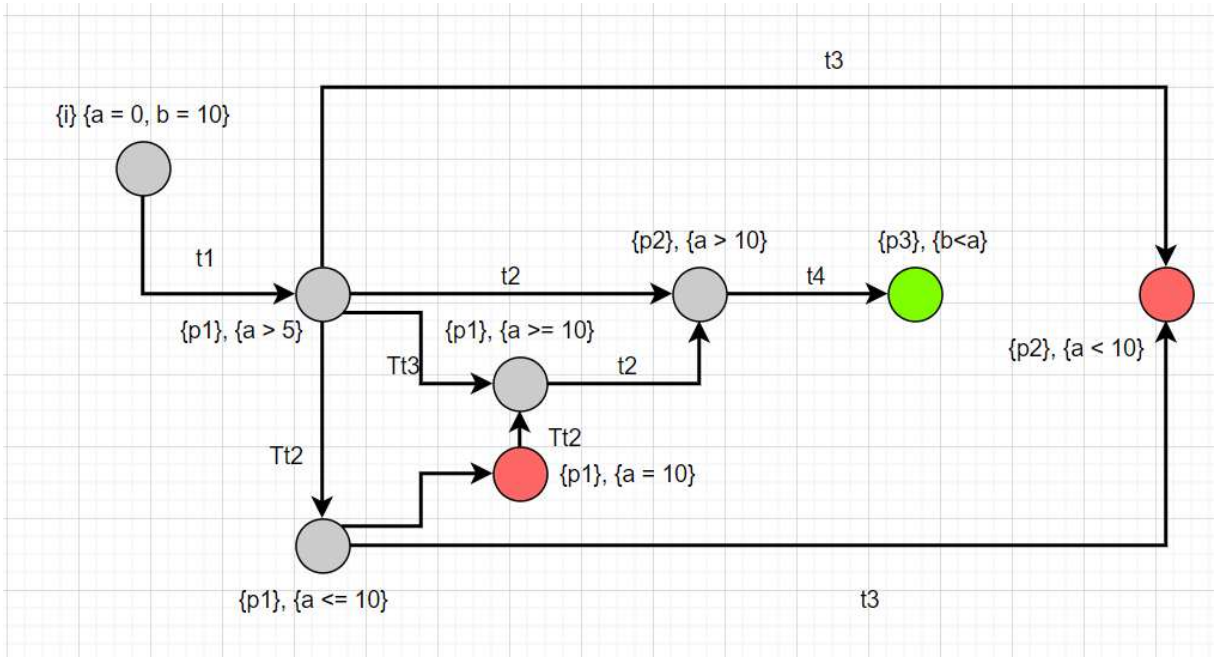 t3
{i} {a = 0, b = 10}
t1
{p2}, {a > 10}
{p3}, {b<a}
t2
t4
{p1}, {a > 5}
{p1}, {a >= 10}
{p2}, {a < 10}
Tt3
t2
Tt2
Tt2
{p1}, {a = 10}
{p1}, {a <= 10}
t3